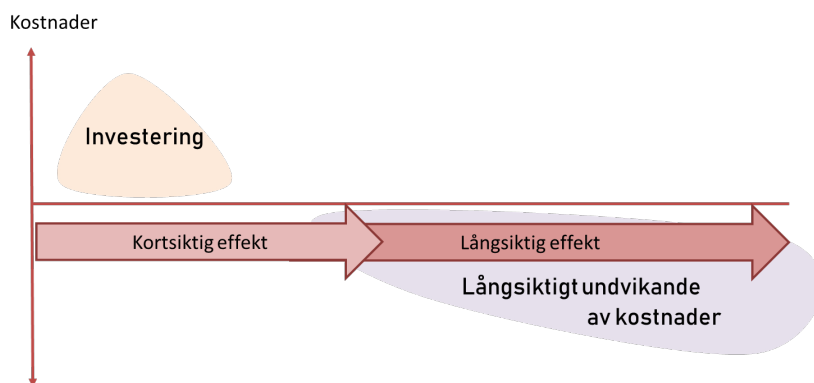 Kostnader
Investering
Kortsiktig effekt
Långsiktig effekt
Långsiktigt undvikande
av kostnader